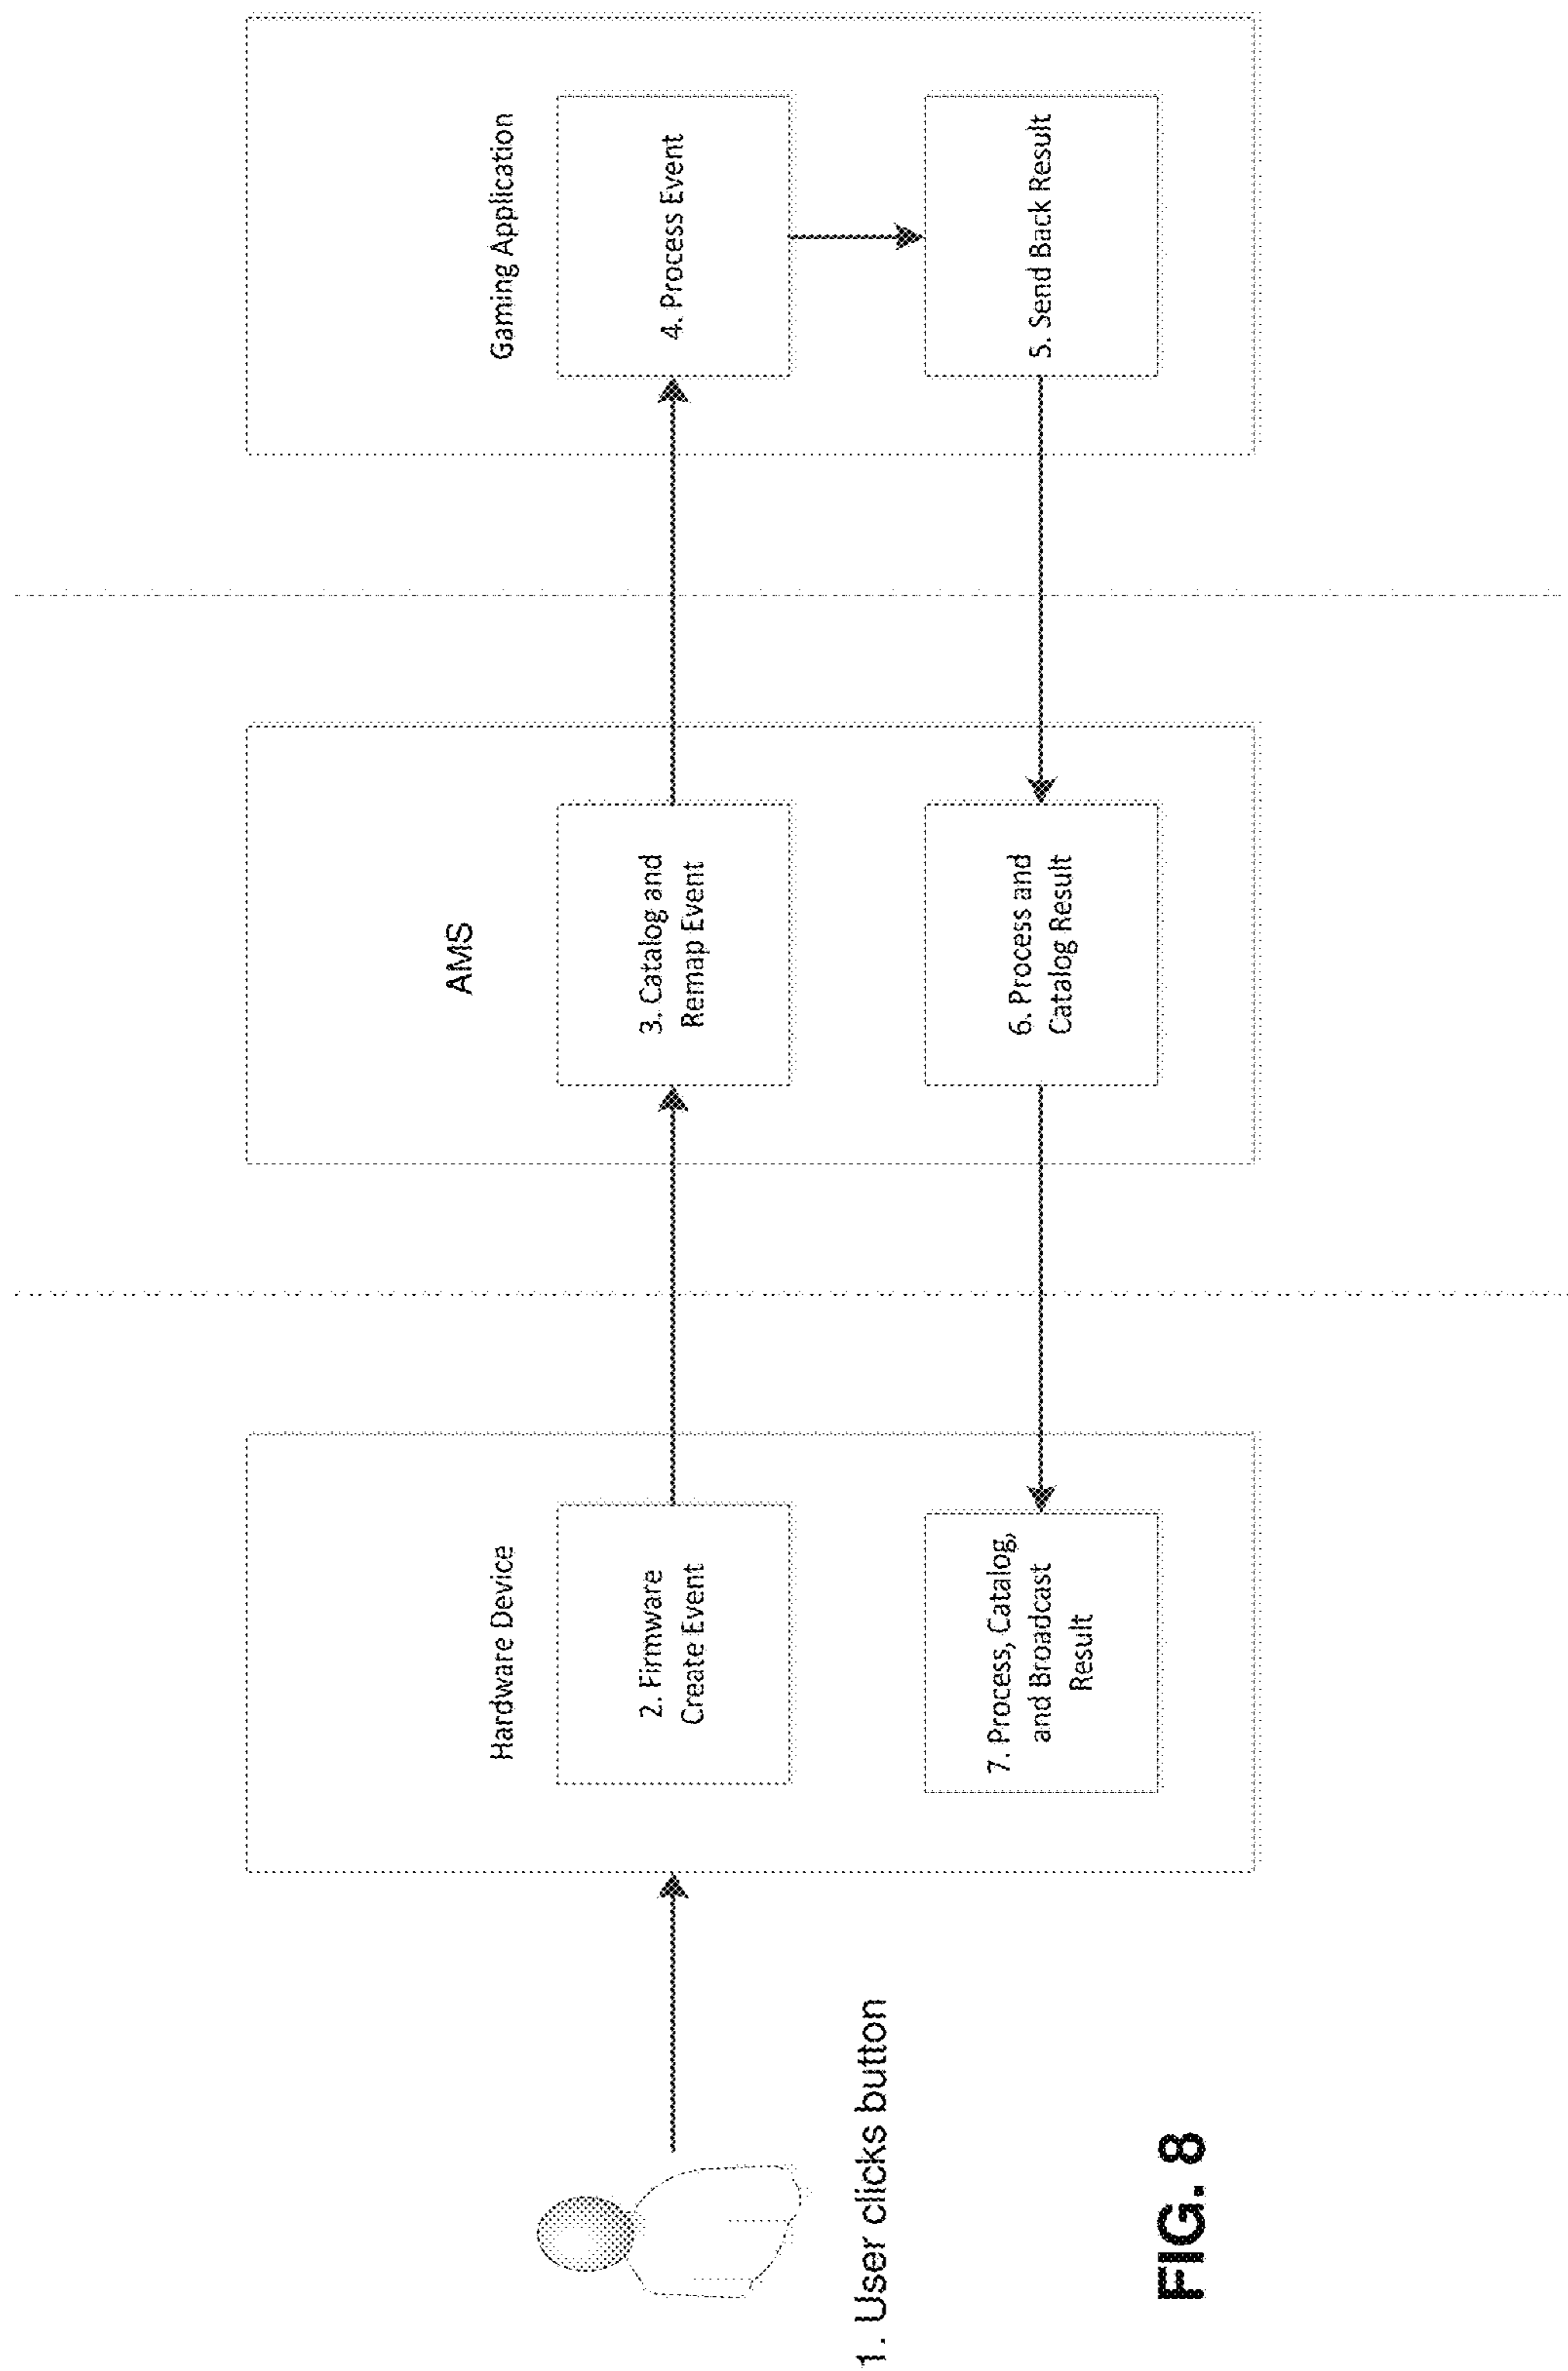 1. User clicks button
Hardware Device
2. Firmware
Create Event
7. Process, Catalog,
and Broadcast
Result
AMS
3. Catalog and
Remap Event
6. Process and
Catalog Result
Gaming Application
4. Process Event
5. Send Back Result
FIG. 8